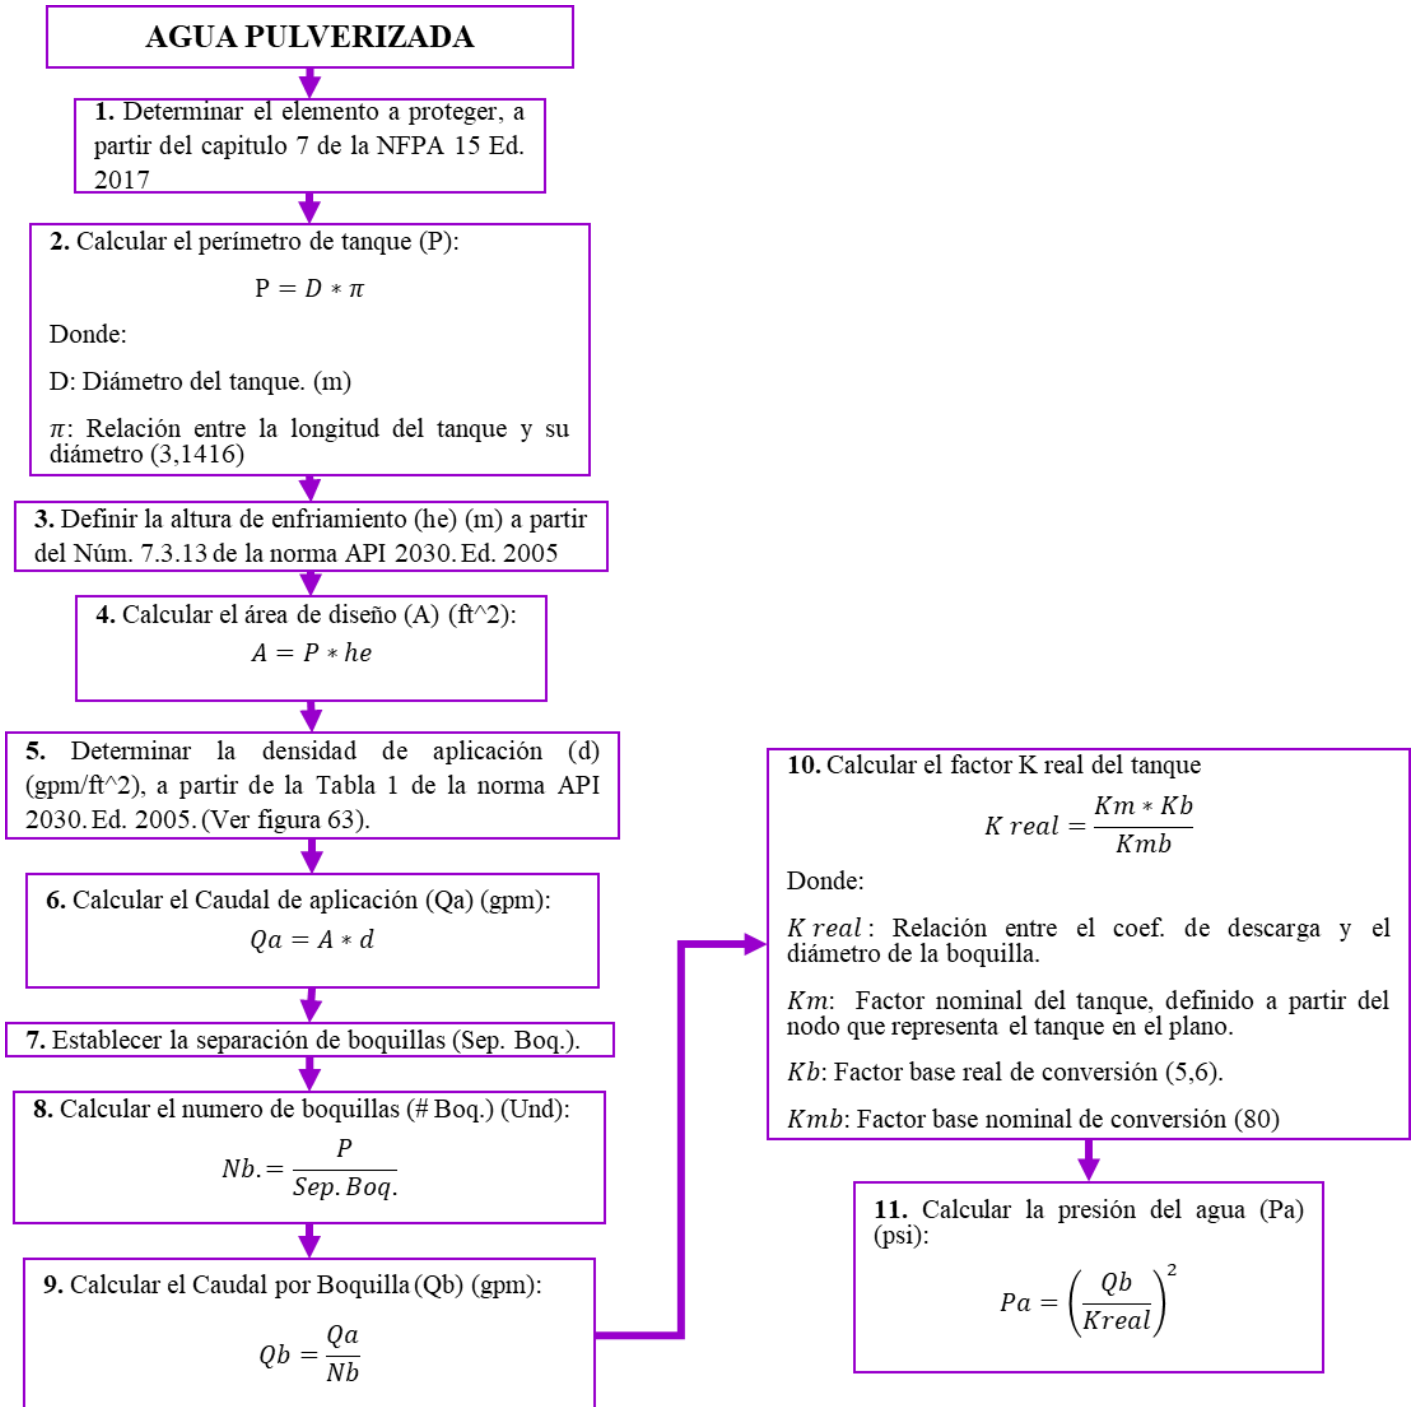 AGUA PULVERIZADA
1. Determinar el elemento a proteger, a
partir del capitulo 7 de la NFPA 15 Ed.
2017
2. Calcular el perímetro de tanque (P):
P = D ∗ π
Donde:
D: Diámetro del tanque. (m)
π: Relación entre la longitud del tanque y su
diámetro (3,1416)
3. Definir la altura de enfriamiento (he) (m) a partir
del Núm. 7.3.13 de la norma API 2030. Ed. 2005
4. Calcular el área de diseño (A) (ft^2):
A = P ∗ he
5. Determinar la densidad de aplicación (d)
(gpm/ft^2), a partir de la Tabla 1 de la norma API
2030. Ed. 2005. (Ver figura 63).
6. Calcular el Caudal de aplicación (Qa) (gpm):
Qa = A ∗ d
7. Establecer la separación de boquillas (Sep. Boq.).
8. Calcular el numero de boquillas (# Boq.) (Und):
Nb. = P / Sep. Boq.
9. Calcular el Caudal por Boquilla (Qb) (gpm):
Qb = Qa / Nb
10. Calcular el factor K real del tanque
K real = Km ∗ Kb / Kmb
Donde:
K real : Relación entre el coef. de descarga y el
diámetro de la boquilla.
Km: Factor nominal del tanque, definido a partir del
nodo que representa el tanque en el plano.
Kb: Factor base real de conversión (5,6).
Kmb: Factor base nominal de conversión (80)
11. Calcular la presión del agua (Pa)
(psi):
Pa = (Qb / Kreal)²